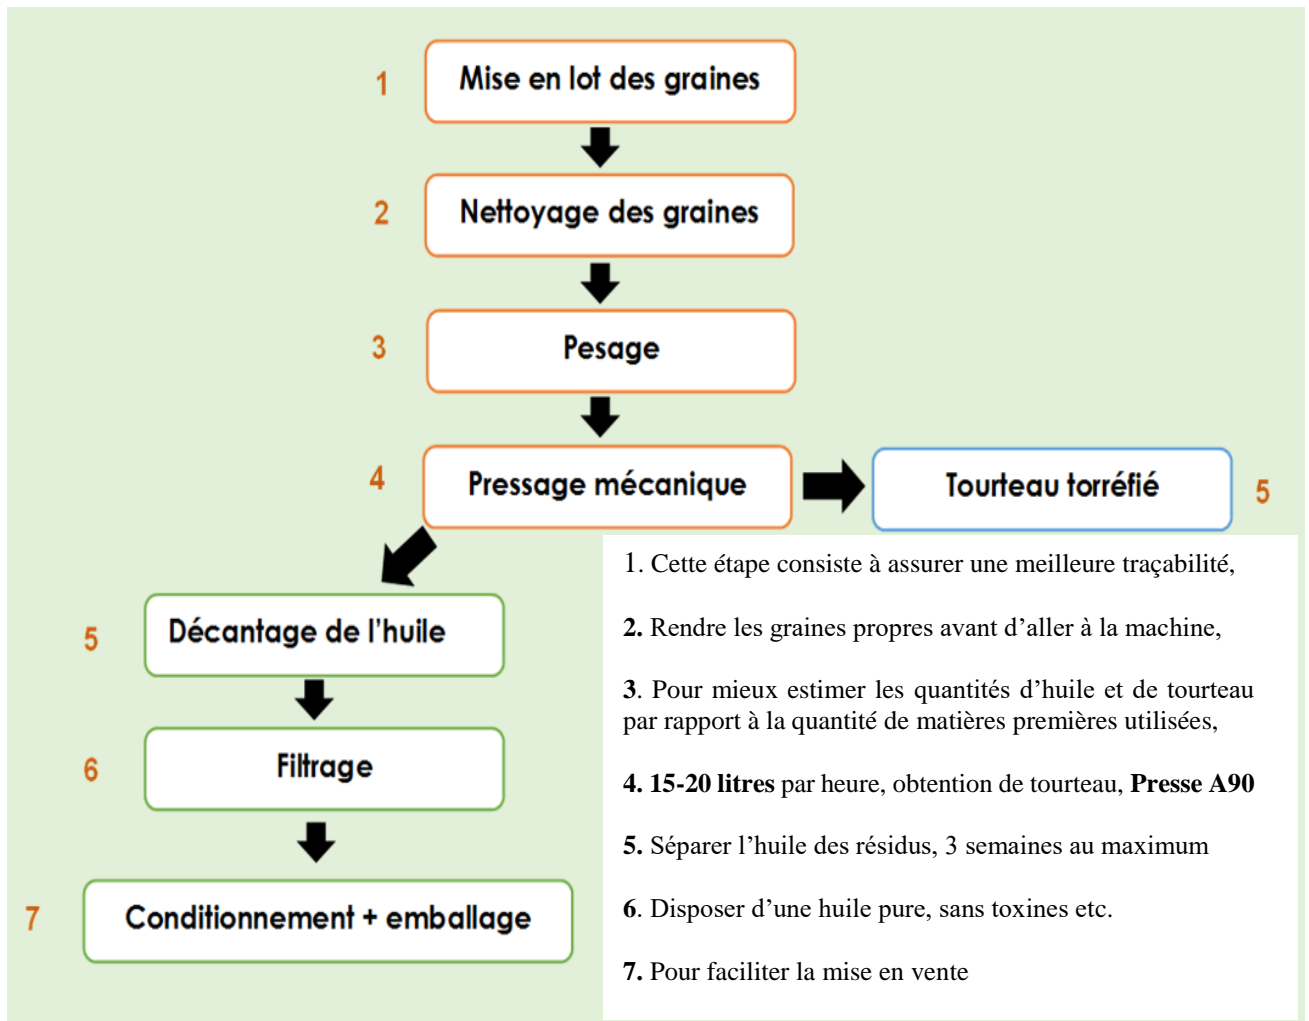 1
Mise en lot des graines
2
Nettoyage des graines
3
Pesage
4
Pressage mécanique
Tourteau torréfié
5
5
Décantage de l'huile
6
Filtrage
7
Conditionnement + emballage
1. Cette étape consiste à assurer une meilleure traçabilité,
2. Rendre les graines propres avant d’aller à la machine,
3. Pour mieux estimer les quantités d’huile et de tourteau
par rapport à la quantité de matières premières utilisées,
4. 15-20 litres par heure, obtention de tourteau, Presse A90
5. Séparer l’huile des résidus, 3 semaines au maximum
6. Disposer d’une huile pure, sans toxines etc.
7. Pour faciliter la mise en vente